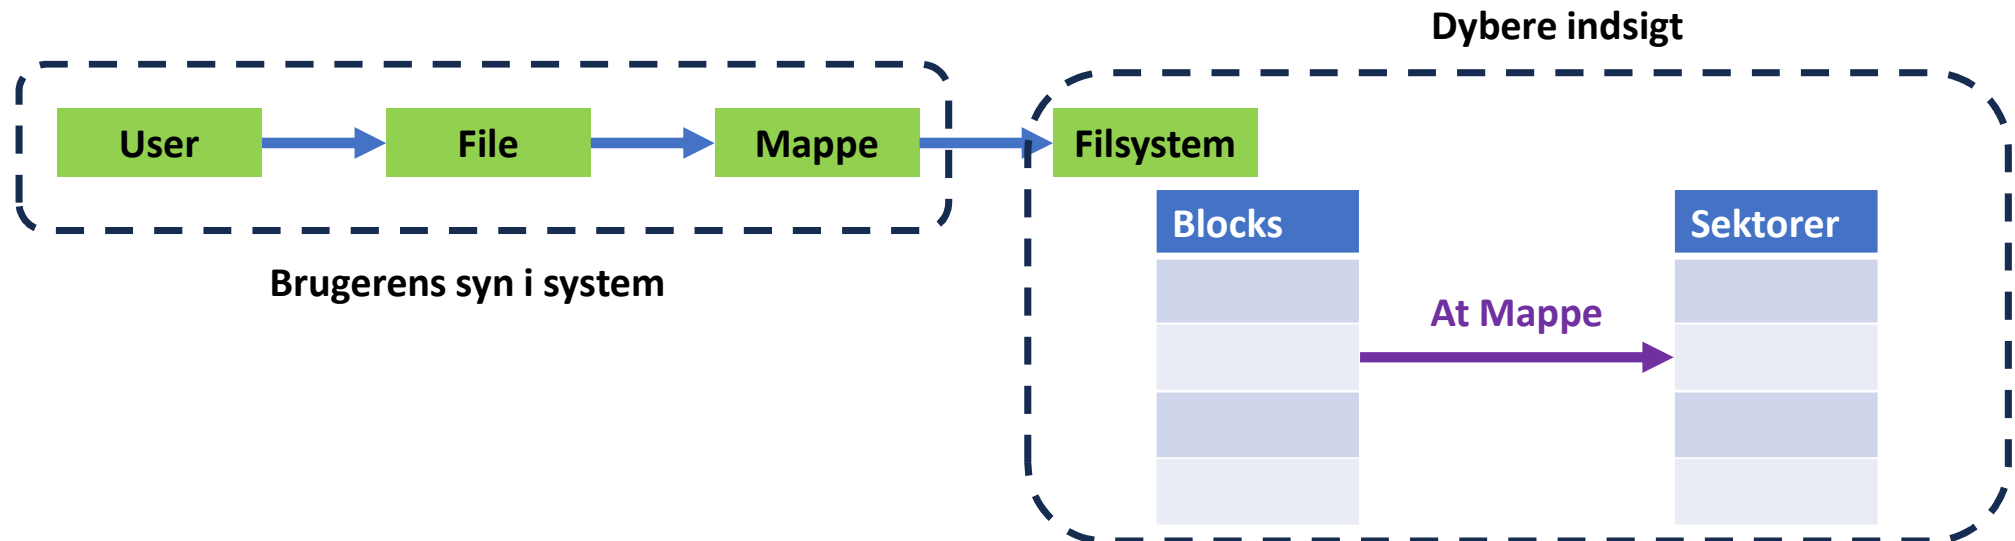 Dybere indsigt
User
File
Mappe
Filsystem
Blocks
Sektorer
Brugerens syn i system
At Mappe